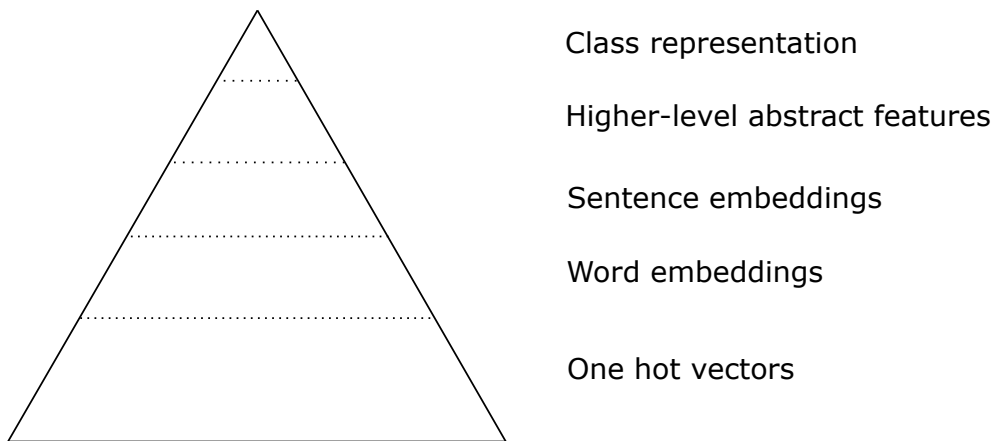 Class representation
Higher-level abstract features
Sentence embeddings
Word embeddings
One hot vectors